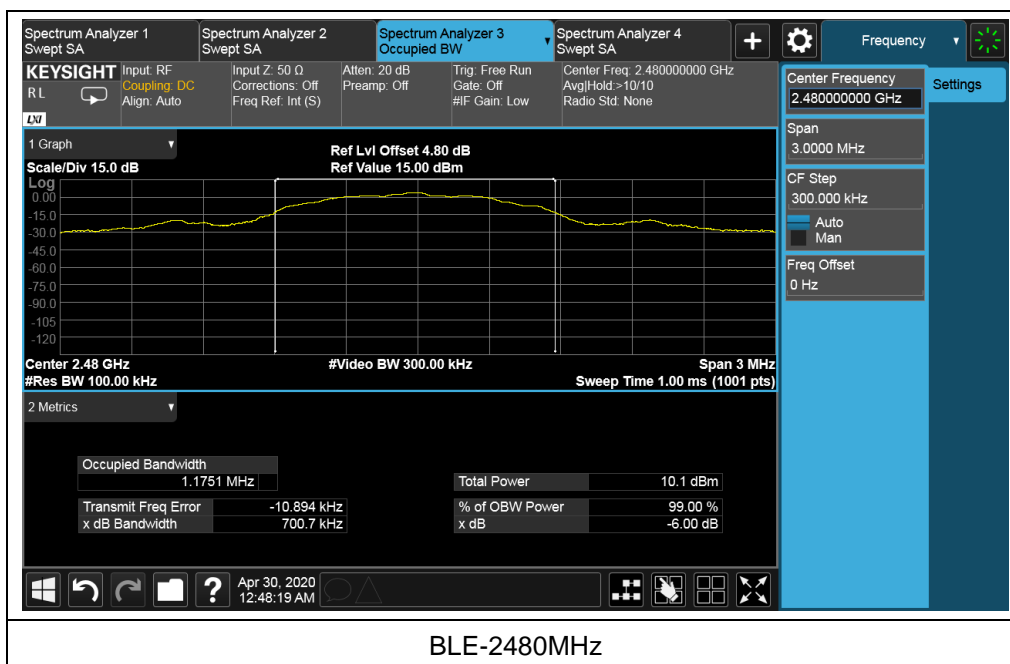 Spectrum Analyzer 1
Swept SA
Spectrum Analyzer 2
Swept SA
Spectrum Analyzer 3
Occupied BW
Spectrum Analyzer 4
Swept SA
+
Frequency
KEYSIGHT
RL
LXI
Input: RF
Coupling: DC
Align: Auto
Input Z: 50 Ω
Corrections: Off
Freq Ref: Int (S)
Atten: 20 dB
Preamp: Off
Trig: Free Run
Gate: Off
#IF Gain: Low
Center Freq: 2.480000000 GHz
Avg|Hold:>10/10
Radio Std: None
Center Frequency
2.480000000 GHz
Settings
Span
3.0000 MHz
CF Step
300.000 kHz
Auto
Man
Freq Offset
0 Hz
1 Graph
Scale/Div 15.0 dB
Ref Lvl Offset 4.80 dB
Ref Value 15.00 dBm
Log
0.00
-15.0
-30.0
-45.0
-60.0
-75.0
-90.0
-105
-120
Center 2.48 GHz
#Video BW 300.00 kHz
Span 3 MHz
#Res BW 100.00 kHz
Sweep Time 1.00 ms (1001 pts)
2 Metrics
Occupied Bandwidth
1.1751 MHz
Total Power 10.1 dBm
Transmit Freq Error -10.894 kHz
% of OBW Power 99.00 %
x dB Bandwidth 700.7 kHz
x dB -6.00 dB
?
Apr 30, 2020
12:48:19 AM
BLE-2480MHz